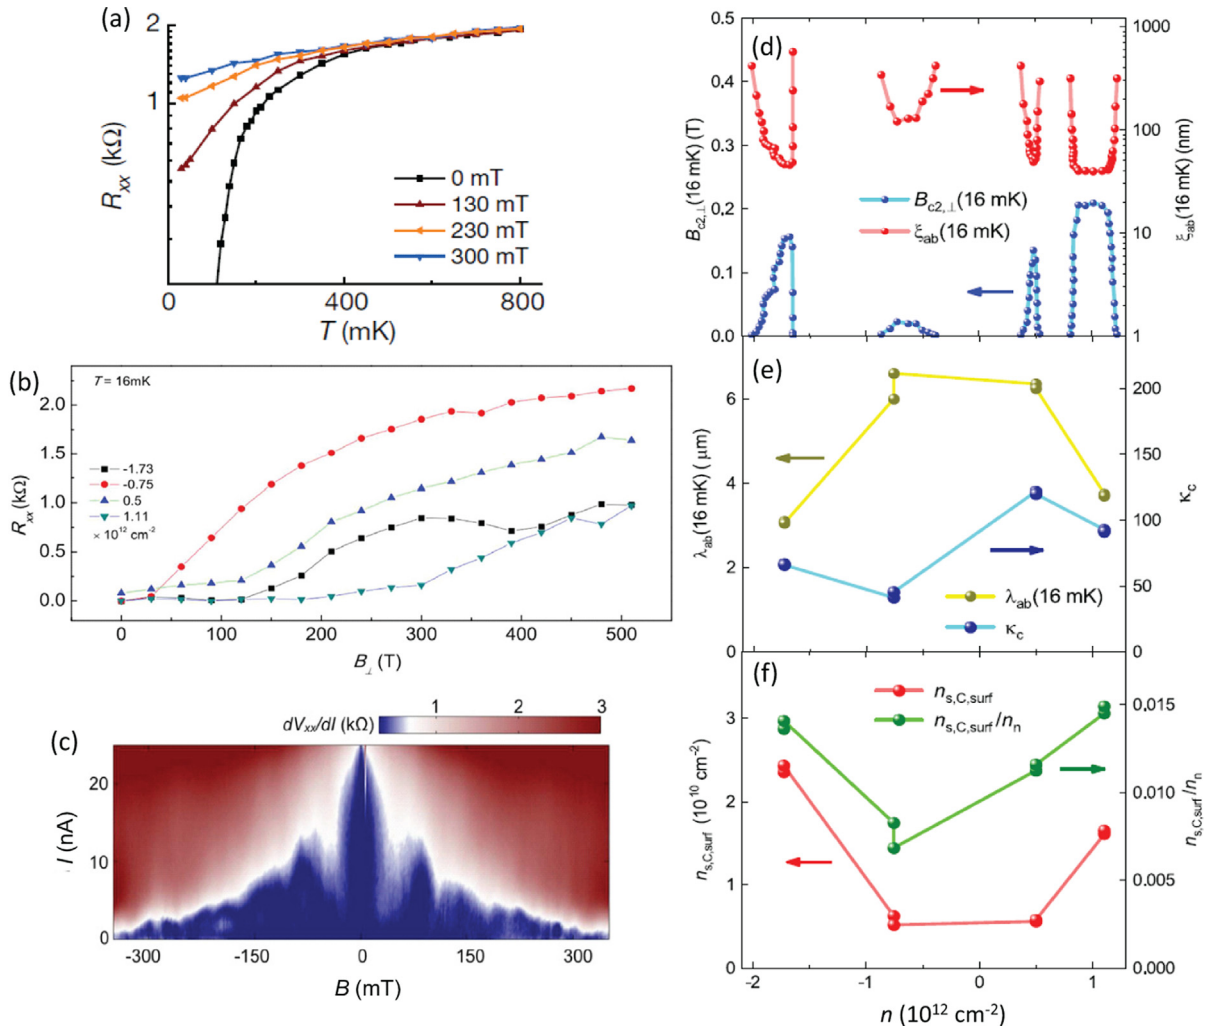 (a)
2
1
R_xx (kΩ)
0 mT
130 mT
230 mT
300 mT
0
400
800
T (mK)
(b)
T = 16mK
2.0
1.5
1.0
0.5
0.0
R_xx (kΩ)
-1.73
-0.75
0.5
1.11
× 10^12 cm^-2
0 100 200 300 400 500
B_⊥ (T)
(c)
dV_xx/dI (kΩ)
1 2 3
20
10
0
I (nA)
-300 -150 0 150 300
B (mT)
(d)
0.5
0.4
0.3
0.2
0.1
0.0
B_c2,⊥(16 mK) (T)
B_c2,⊥(16 mK)
ξ_ab(16 mK)
1000
100
10
1
ξ_ab(16 mK) (nm)
(e)
6
4
2
0
λ_ab(16 mK) (μm)
λ_ab(16 mK)
κ_c
200
150
100
50
0
κ_c
(f)
3
2
1
0
n_s,C,surf (10^10 cm^-2)
n_s,C,surf
n_s,C,surf/n_n
0.015
0.010
0.005
0.000
n_s,C,surf/n_n
-2 -1 0 1
n (10^12 cm^-2)